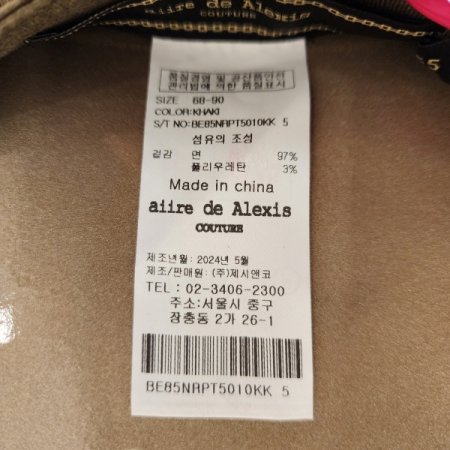 aiire de Alexis
COUTURE
품질경영 및 공산품안전
관리법에 의한 품질표시
SIZE 68-90
COLOR:KHAKI
S/T NO:BE85NRPT5010KK 5
섬유의 조성
겉감 면 97%
폴리우레탄 3%
Made in china
aiire de Alexis
COUTURE
제조년월: 2024년 5월
제조/판매원: (주)제시앤코
TEL : 02-3406-2300
주소:서울시 중구
장충동 2가 26-1
BE85NRPT5010KK 5